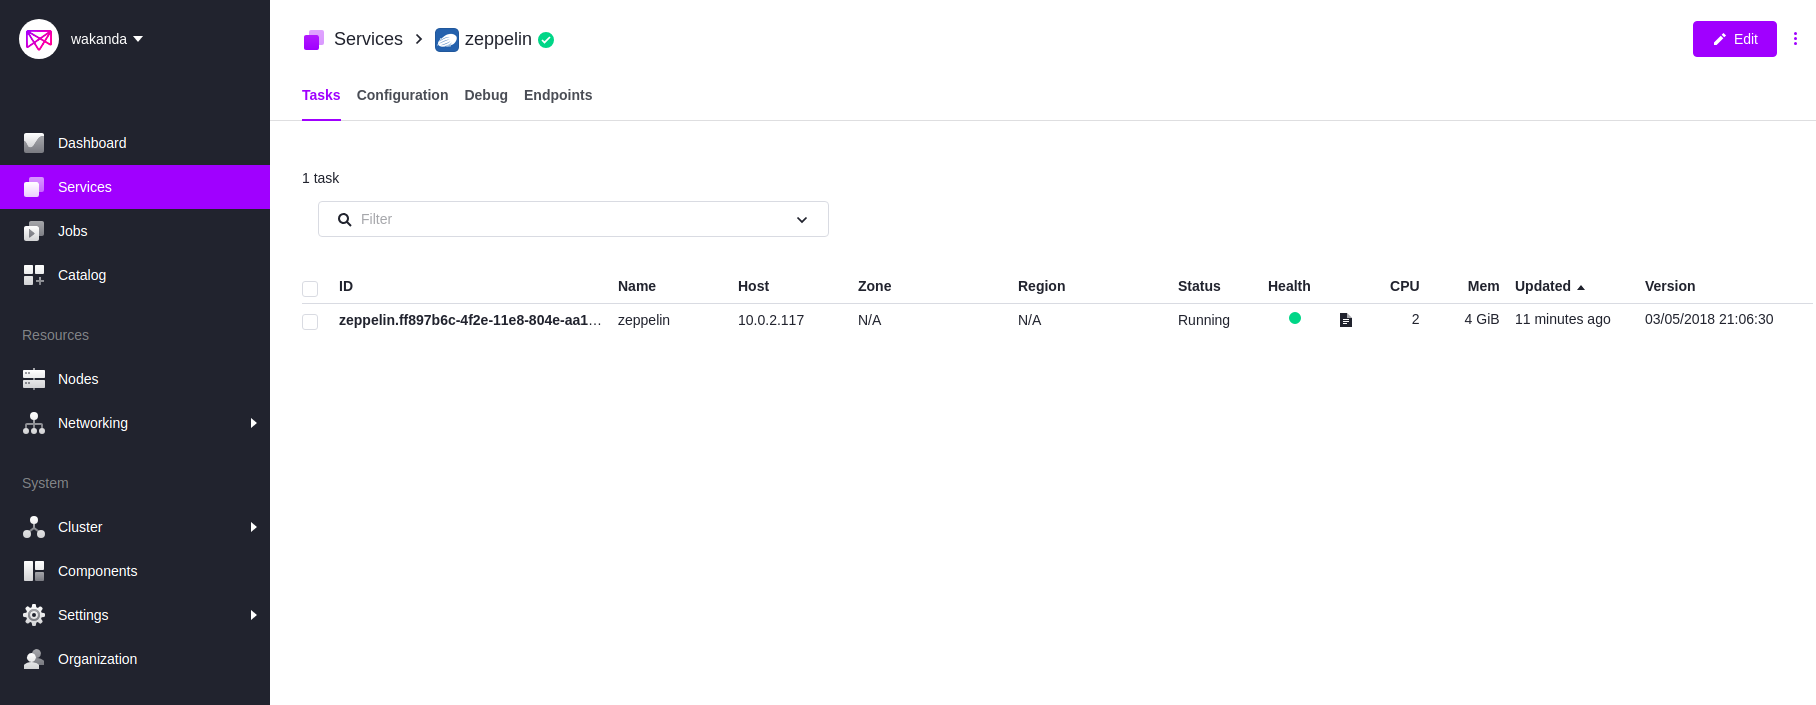 wakanda
Dashboard
Services
Jobs
Catalog
Resources
Nodes
Networking
System
Cluster
Components
Settings
Organization
Services zeppelin
Edit
Tasks Configuration Debug Endpoints
1 task
Filter
ID Name Host Zone Region Status Health CPU Mem Updated Version
zeppelin.ff897b6c-4f2e-11e8-804e-aa1... zeppelin 10.0.2.117 N/A N/A Running 2 4 GiB 11 minutes ago 03/05/2018 21:06:30